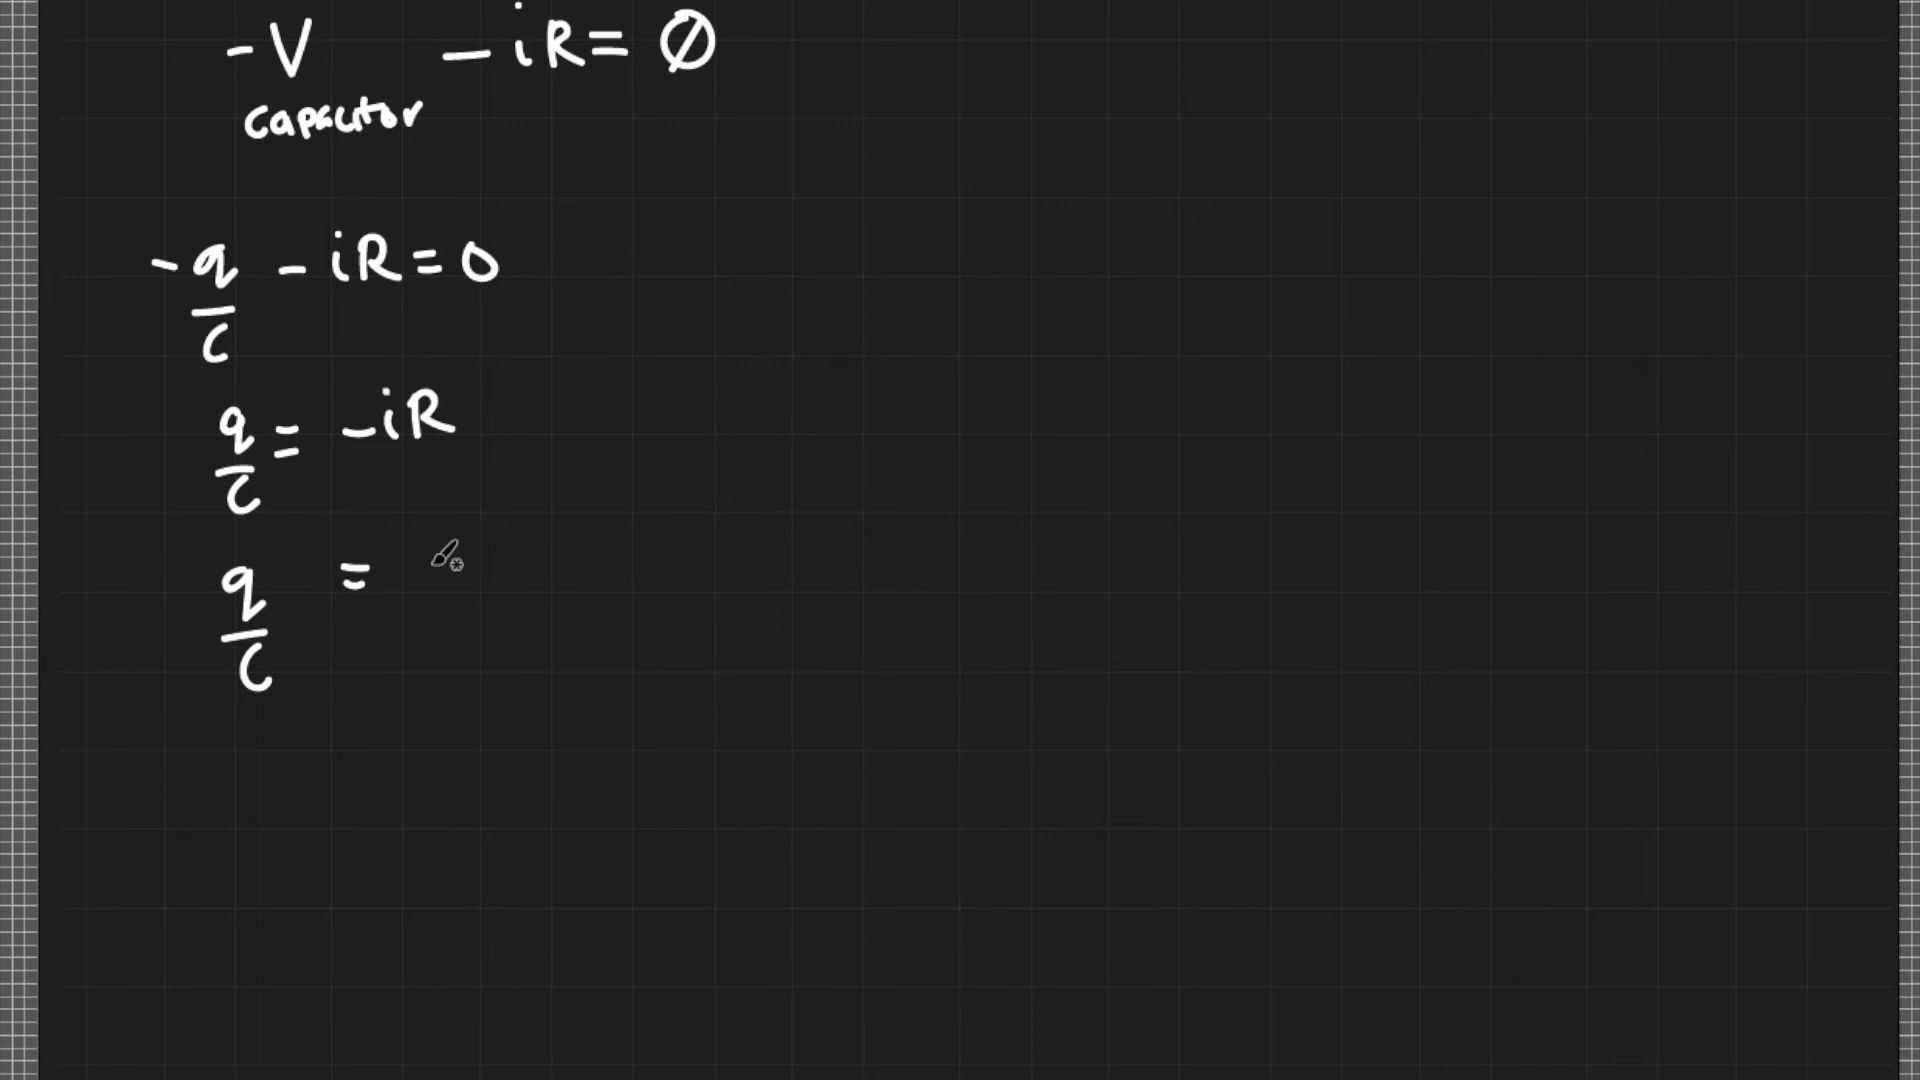 -V - iR = Ø
capacitor
-q/C - iR = 0
q/C = -iR
q/C =